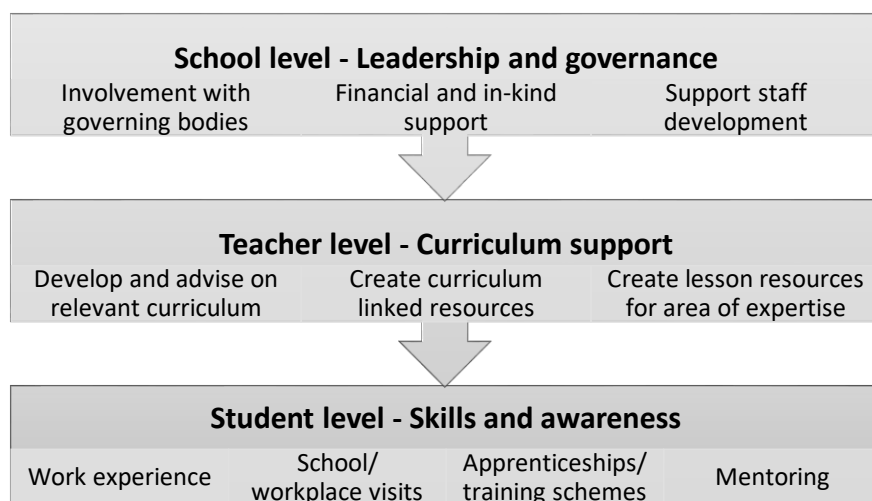 School level - Leadership and governance
Involvement with
governing bodies
Financial and in-kind
support
Support staff
development
Teacher level - Curriculum support
Develop and advise on
relevant curriculum
Create curriculum
linked resources
Create lesson resources
for area of expertise
Student level - Skills and awareness
Work experience
School/
workplace visits
Apprenticeships/
training schemes
Mentoring